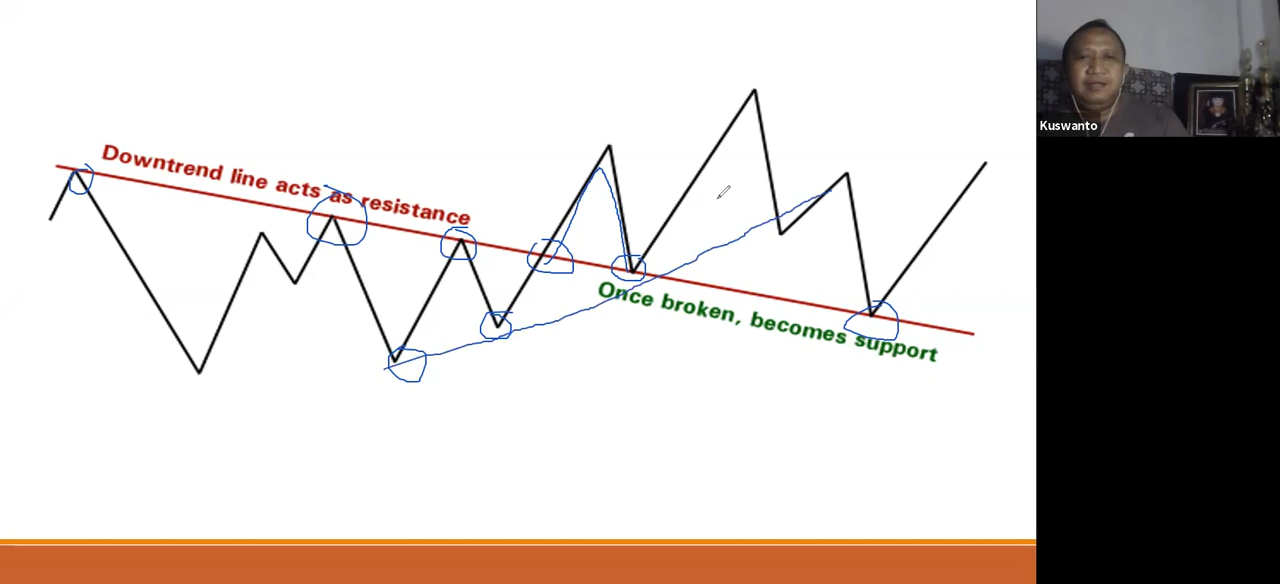 Downtrend line acts as resistance
Once broken, becomes support
Kuswanto